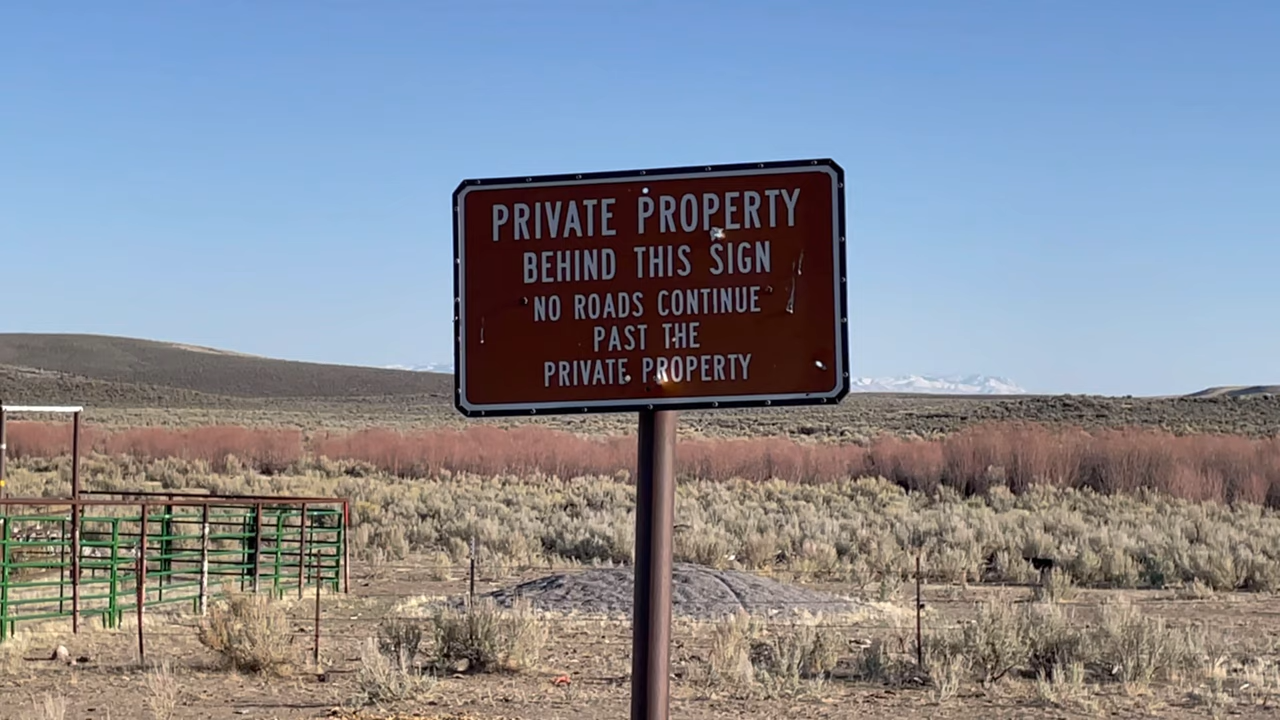 PRIVATE PROPERTY
BEHIND THIS SIGN
NO ROADS CONTINUE
PAST THE
PRIVATE PROPERTY